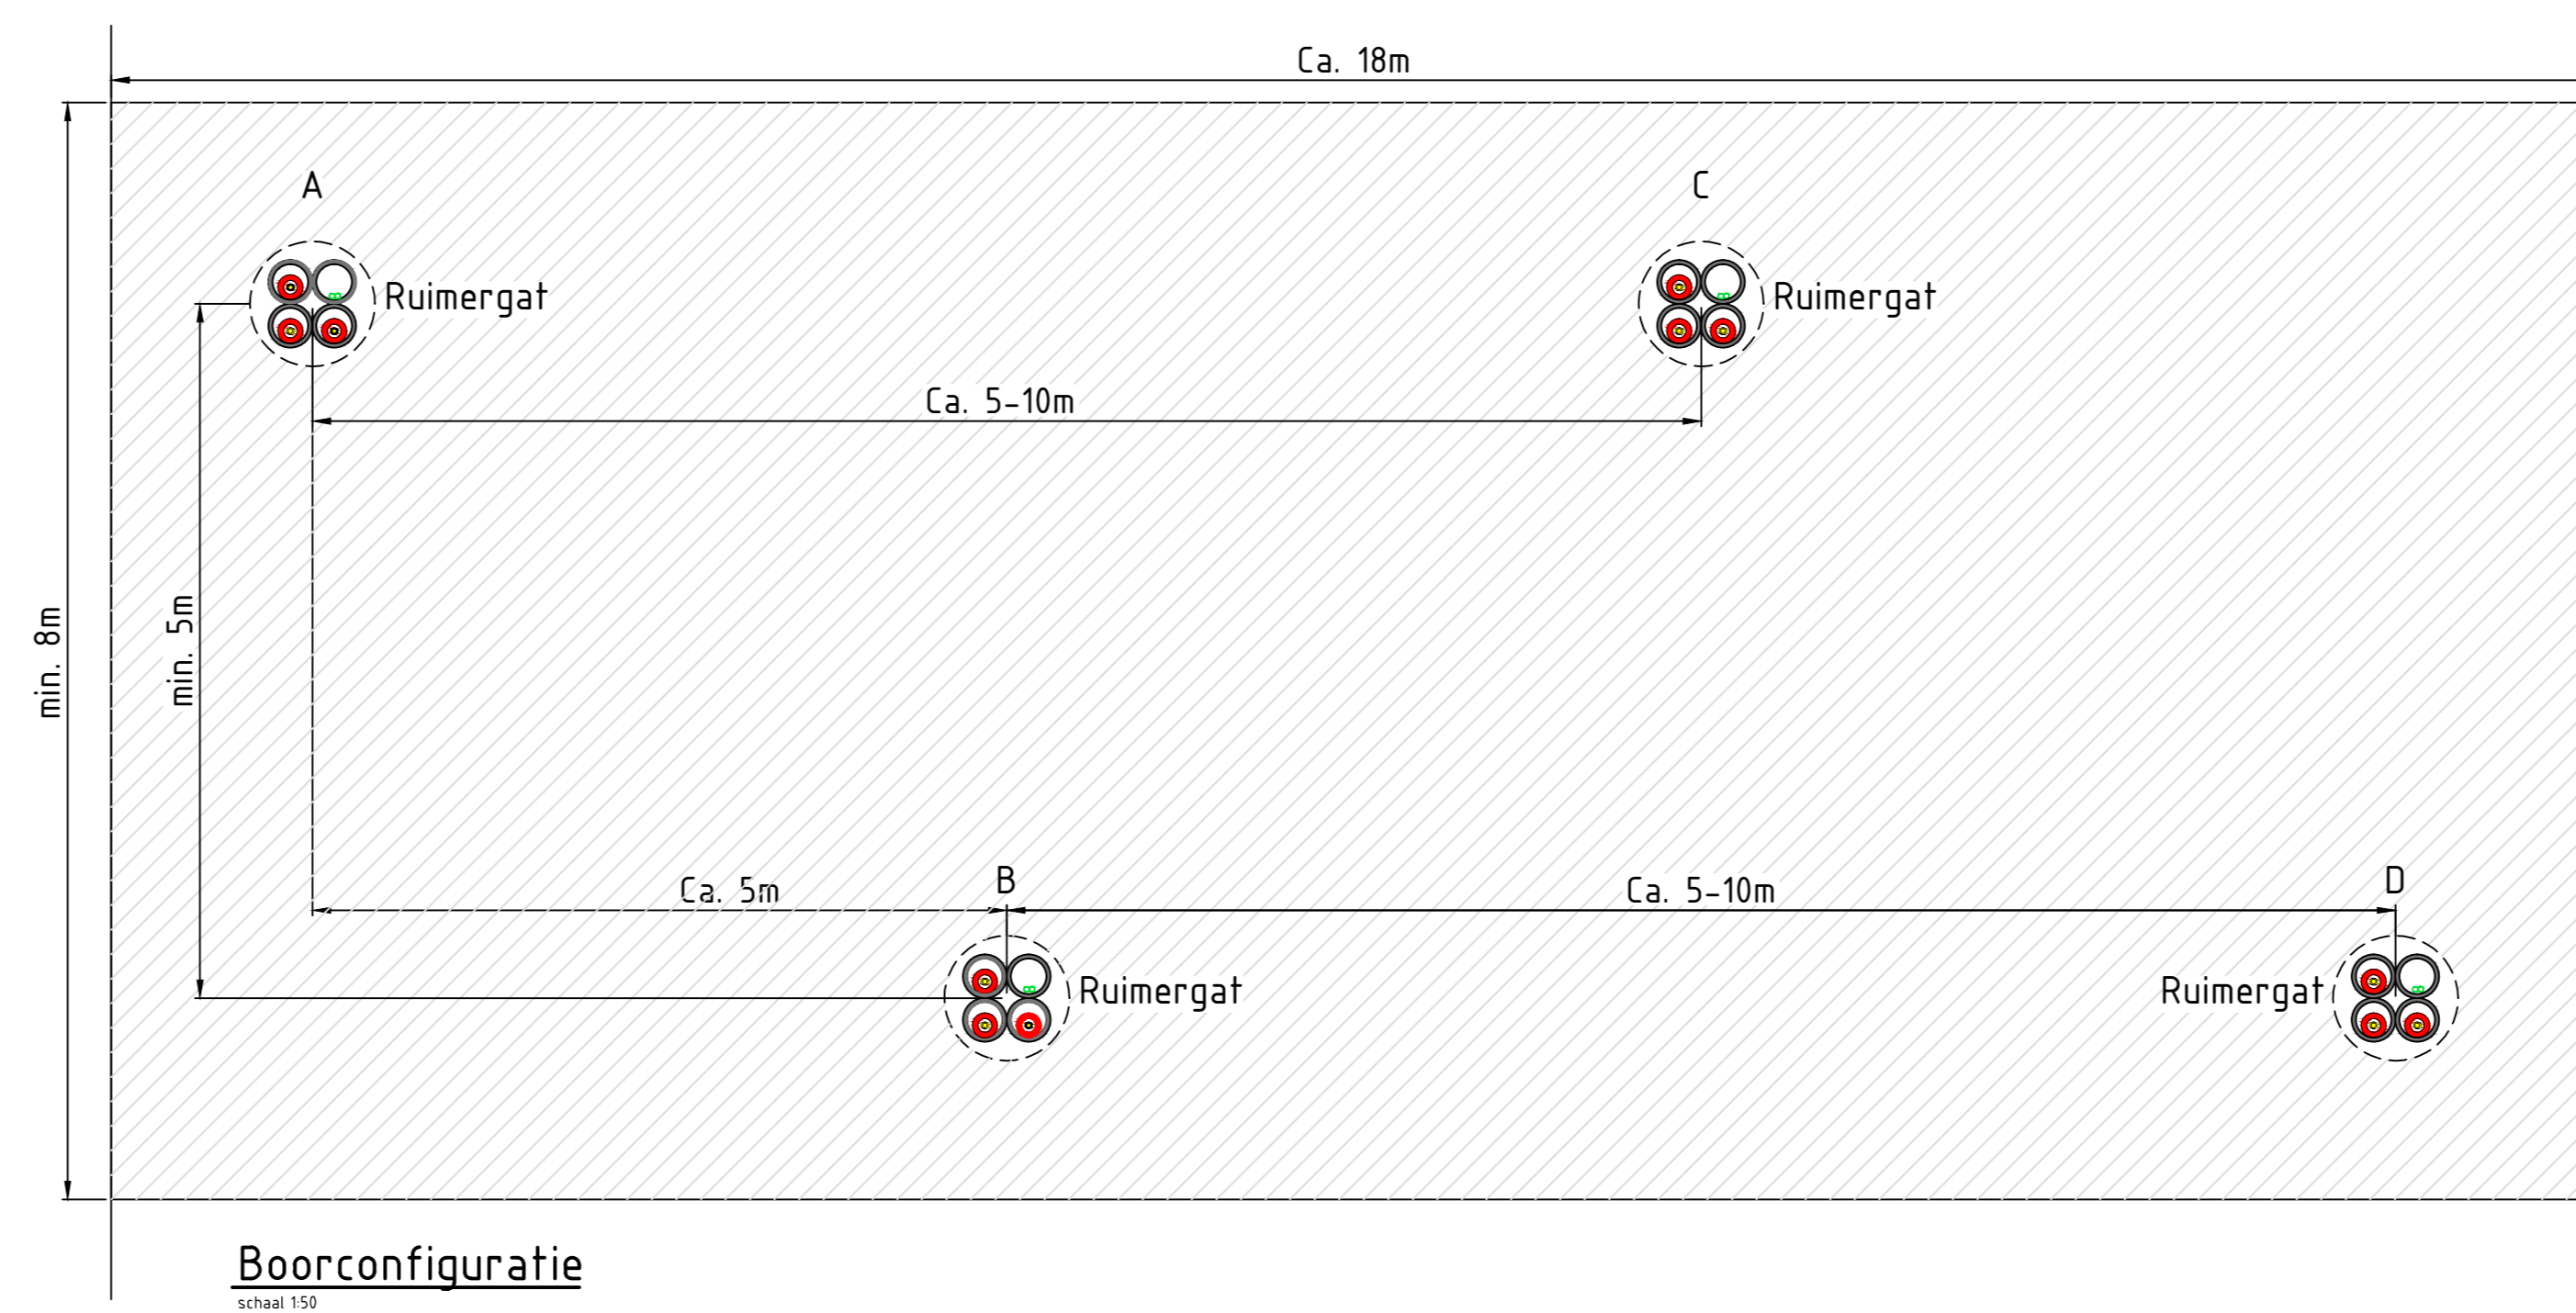 Ca. 18m
A
C
Ruimergat
Ruimergat
Ca. 5-10m
min. 8m
min. 5m
Ca. 5m
B
Ca. 5-10m
D
Ruimergat
Ruimergat
Boorconfiguratie
schaal 1:50